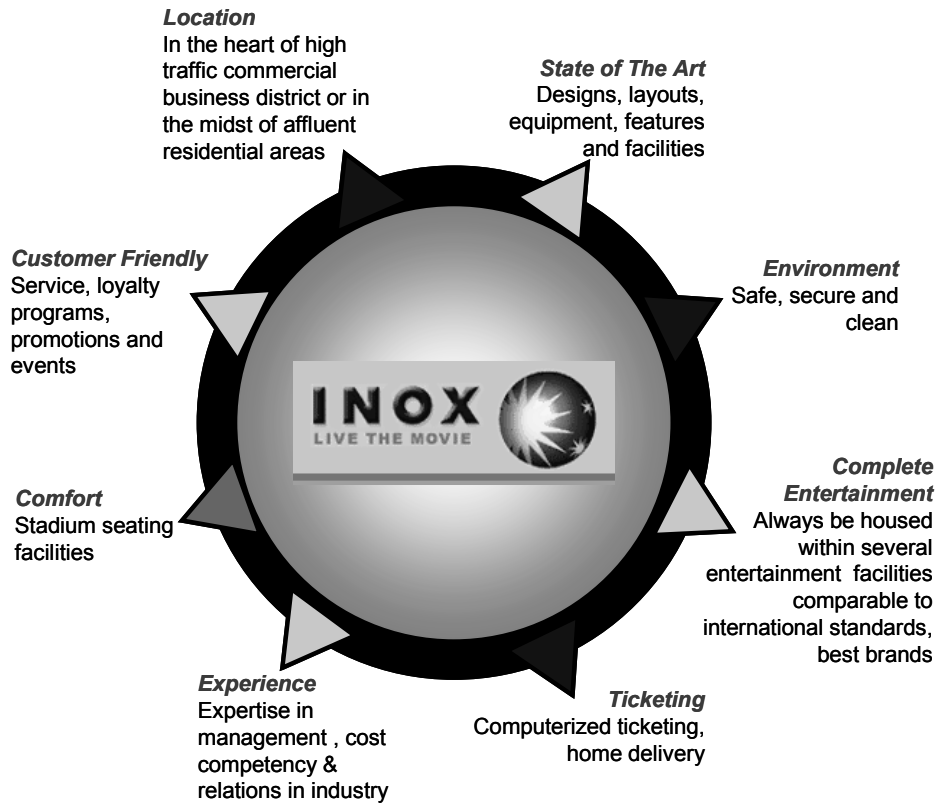 Location
In the heart of high
traffic commercial
business district or in
the midst of affluent
residential areas
State of The Art
Designs, layouts,
equipment, features
and facilities
Customer Friendly
Service, loyalty
programs,
promotions and
events
Environment
Safe, secure and
clean
INOX
LIVE THE MOVIE
Comfort
Stadium seating
facilities
Complete
Entertainment
Always be housed
within several
entertainment facilities
comparable to
international standards,
best brands
Experience
Expertise in
management , cost
competency &
relations in industry
Ticketing
Computerized ticketing,
home delivery